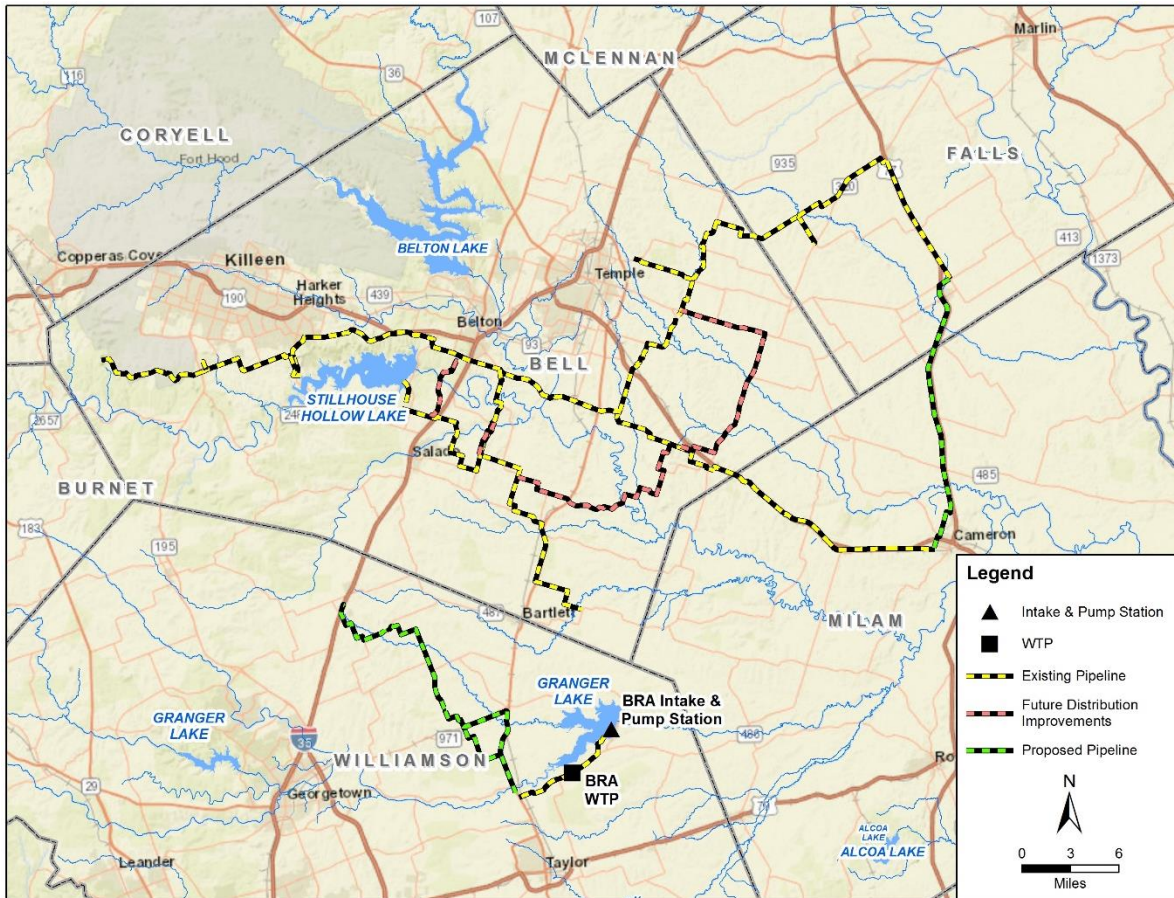 107
Marlin
MCLENNAN
36
116
CORYELL
Fort Hood
935
FALLS
320
77
BELTON LAKE
413
1373
Copperas Cove
Killeen
Harker
Heights
439
190
Temple
Belton
93
BELL
STILLHOUSE
HOLLOW LAKE
2657
Salado
BURNET
485
183
195
Cameron
487
Bartlett
MILAM
GRANGER
LAKE
BRA Intake &
Pump Station
GRANGER
LAKE
971
486
35
WILLIAMSON
BRA
WTP
29
Georgetown
79
Leander
Taylor
ALCOA
LAKE
ALCOA LAKE
Legend
Intake & Pump Station
WTP
Existing Pipeline
Future Distribution
Improvements
Proposed Pipeline
N
0 3 6
Miles